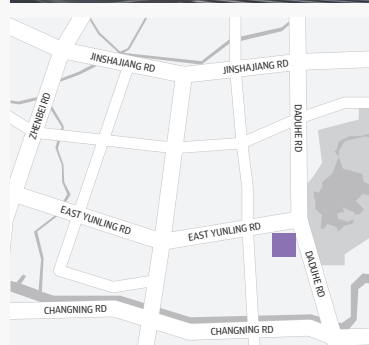 JINSHAJIANG RD
JINSHAJIANG RD
ZHENBEI RD
DADUHE RD
EAST YUNLING RD
EAST YUNLING RD
DADUHE RD
CHANGNING RD
CHANGNING RD